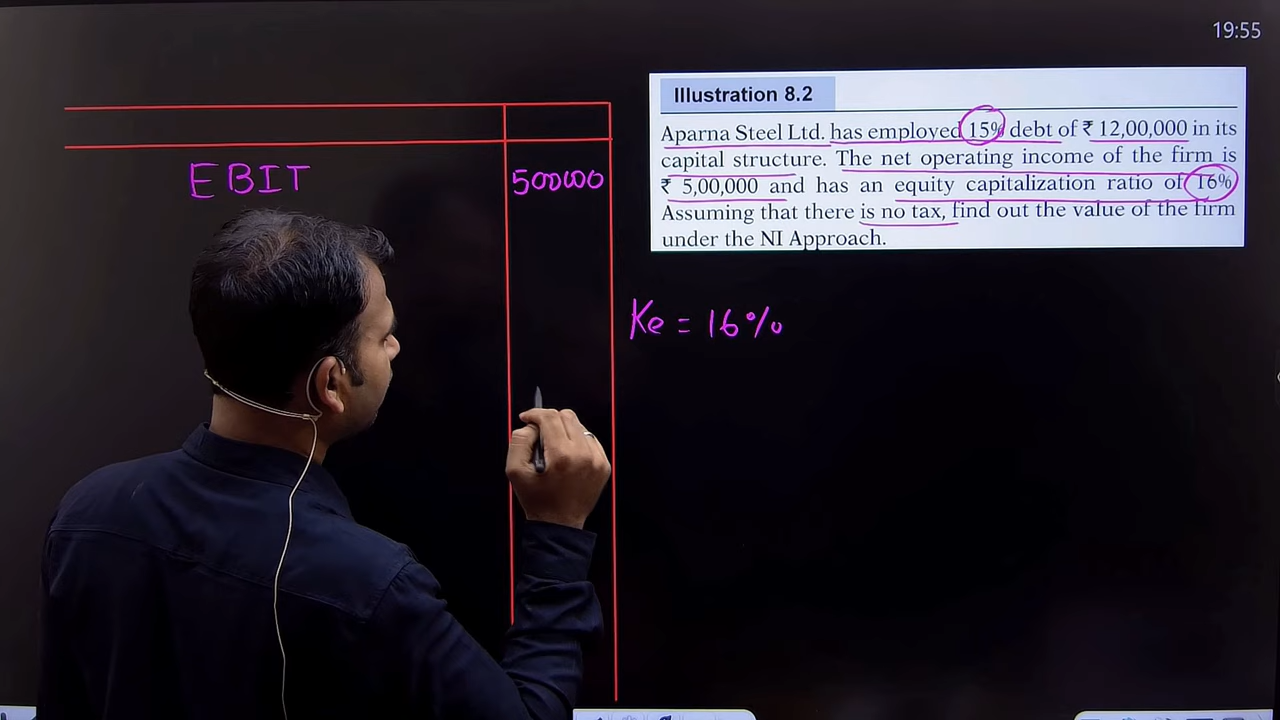 19:55
Illustration 8.2
Aparna Steel Ltd. has employed 15% debt of ₹ 12,00,000 in its
capital structure. The net operating income of the firm is
₹ 5,00,000 and has an equity capitalization ratio of 16%
Assuming that there is no tax, find out the value of the firm
under the NI Approach.
EBIT 500000
Ke = 16%